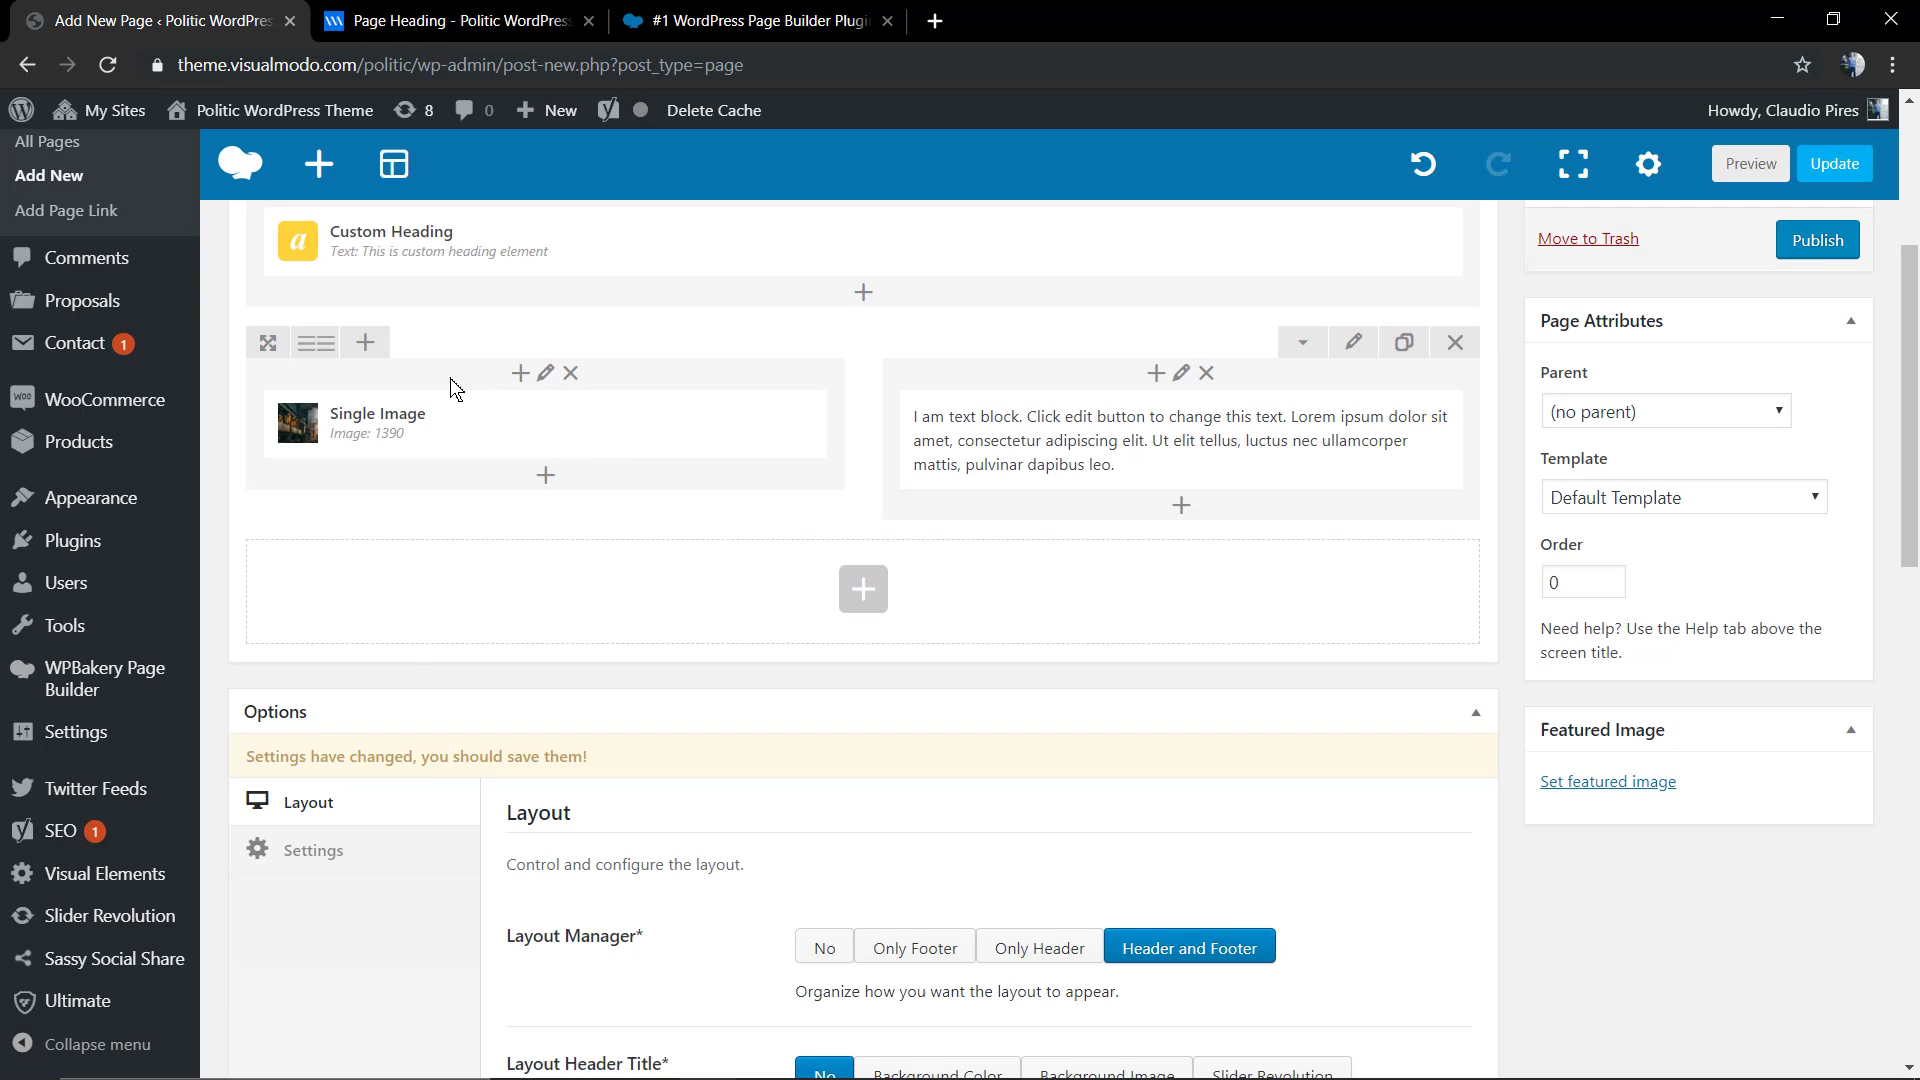 Add New Page ‹ Politic WordPres
Page Heading - Politic WordPress
#1 WordPress Page Builder Plugi
theme.visualmodo.com/politic/wp-admin/post-new.php?post_type=page
My Sites
Politic WordPress Theme
8
0
New
Delete Cache
Howdy, Claudio Pires
All Pages
Add New
Add Page Link
Comments
Proposals
Contact 1
WooCommerce
Products
Appearance
Plugins
Users
Tools
WPBakery Page
Builder
Settings
Twitter Feeds
SEO 1
Visual Elements
Slider Revolution
Sassy Social Share
Ultimate
Collapse menu
Preview
Update
a
Custom Heading
Text: This is custom heading element
Single Image
Image: 1390
I am text block. Click edit button to change this text. Lorem ipsum dolor sit
amet, consectetur adipiscing elit. Ut elit tellus, luctus nec ullamcorper
mattis, pulvinar dapibus leo.
Options
Settings have changed, you should save them!
Layout
Settings
Layout
Control and configure the layout.
Layout Manager*
No
Only Footer
Only Header
Header and Footer
Organize how you want the layout to appear.
Layout Header Title*
No
Background Color
Background Image
Slider Revolution
Move to Trash
Publish
Page Attributes
Parent
(no parent)
Template
Default Template
Order
0
Need help? Use the Help tab above the
screen title.
Featured Image
Set featured image